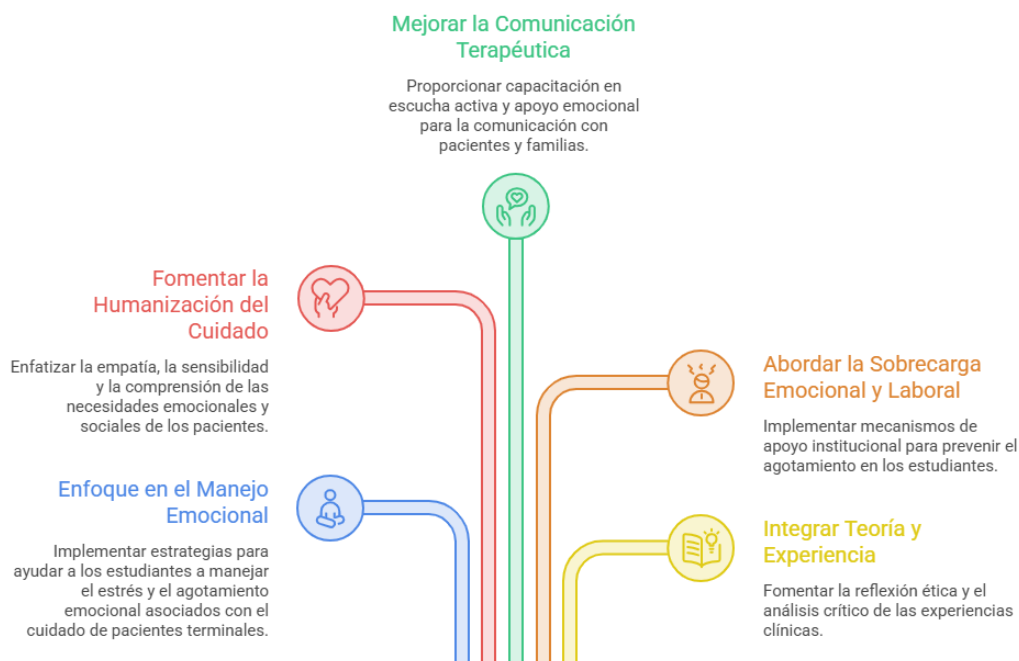 Mejorar la Comunicación
Terapéutica
Proporcionar capacitación en
escucha activa y apoyo emocional
para la comunicación con
pacientes y familias.
Fomentar la
Humanización del
Cuidado
Enfatizar la empatía, la sensibilidad
y la comprensión de las
necesidades emocionales y
sociales de los pacientes.
Abordar la Sobrecarga
Emocional y Laboral
Implementar mecanismos de
apoyo institucional para prevenir el
agotamiento en los estudiantes.
Enfoque en el Manejo
Emocional
Implementar estrategias para
ayudar a los estudiantes a manejar
el estrés y el agotamiento
emocional asociados con el
cuidado de pacientes terminales.
Integrar Teoría y
Experiencia
Fomentar la reflexión ética y el
análisis crítico de las experiencias
clínicas.